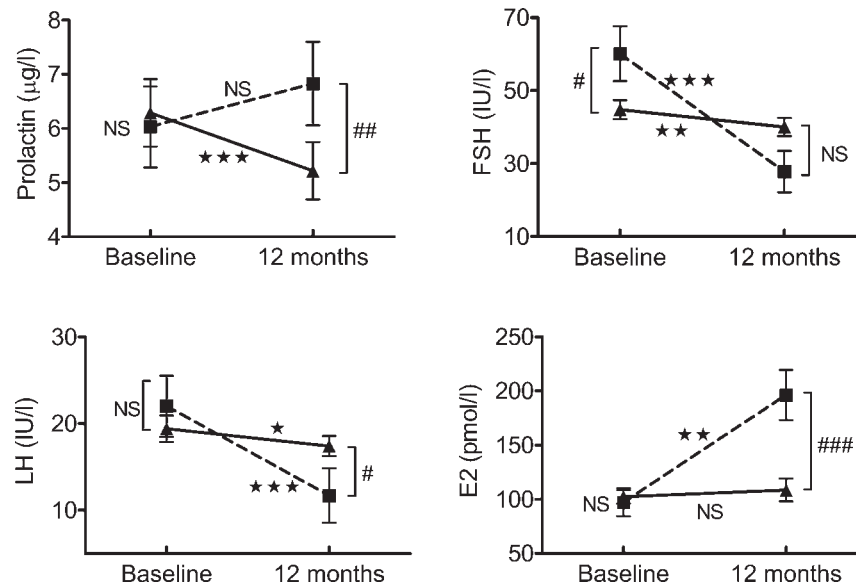 Prolactin (μg/l)
8
7
6
5
4
NS
NS
★★★
##
Baseline
12 months
FSH (IU/l)
70
50
30
10
#
★★★
★★
NS
Baseline
12 months
LH (IU/l)
30
20
10
NS
★
★★★
#
Baseline
12 months
E2 (pmol/l)
250
200
150
100
50
NS
★★
NS
###
Baseline
12 months